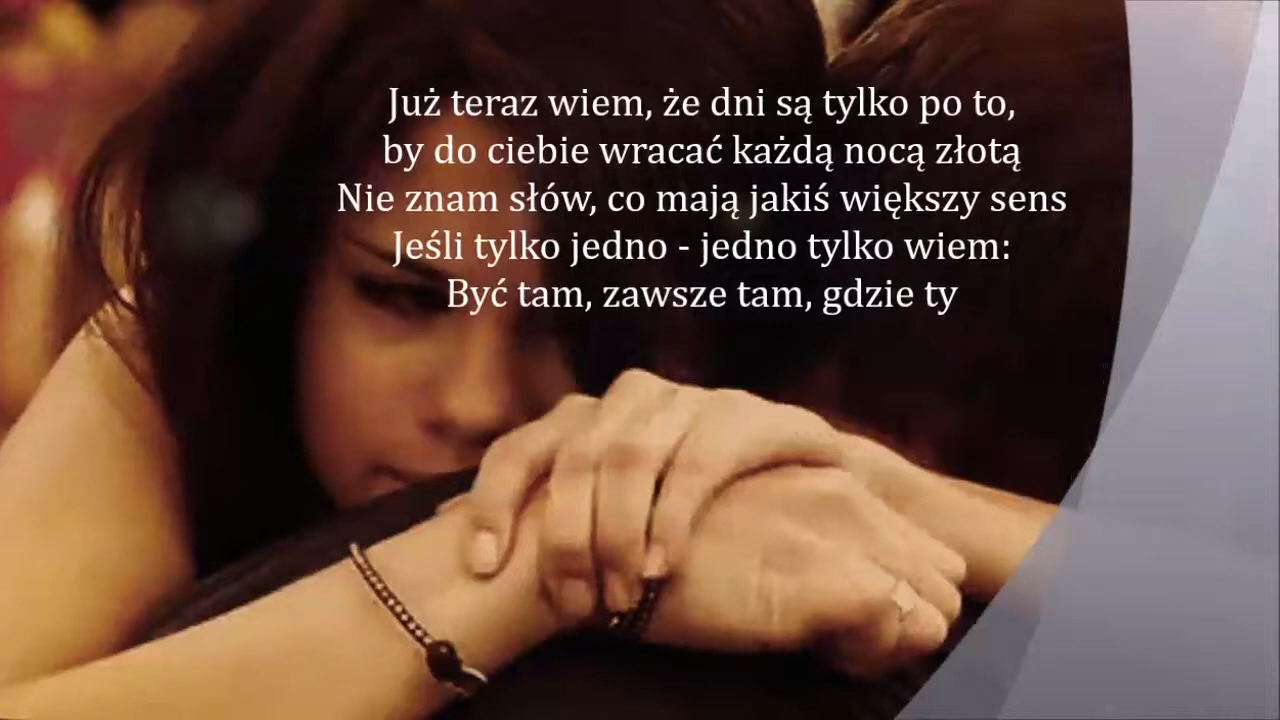 Już teraz wiem, że dni są tylko po to,
by do ciebie wracać każdą nocą złotą
Nie znam słów, co mają jakiś większy sens
Jeśli tylko jedno - jedno tylko wiem:
Być tam, zawsze tam, gdzie ty